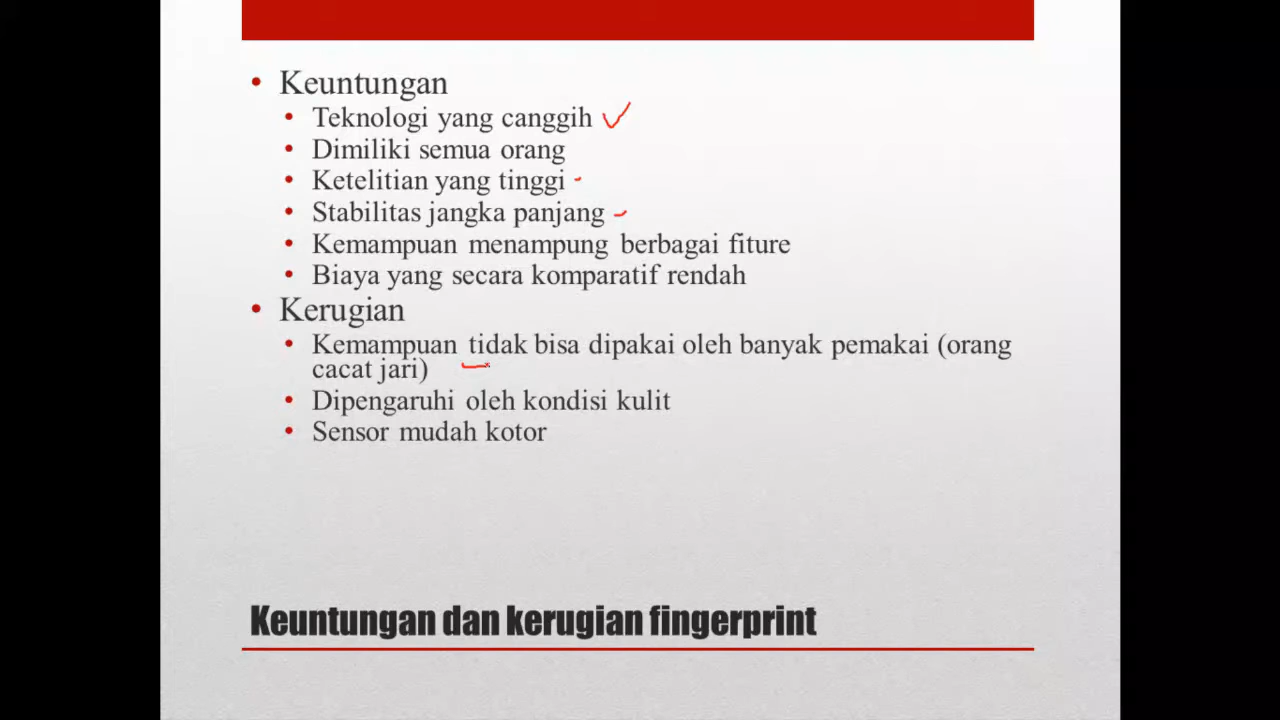 Keuntungan
Teknologi yang canggih
Dimiliki semua orang
Ketelitian yang tinggi
Stabilitas jangka panjang
Kemampuan menampung berbagai fiture
Biaya yang secara komparatif rendah
Kerugian
Kemampuan tidak bisa dipakai oleh banyak pemakai (orang
cacat jari)
Dipengaruhi oleh kondisi kulit
Sensor mudah kotor
Keuntungan dan kerugian fingerprint